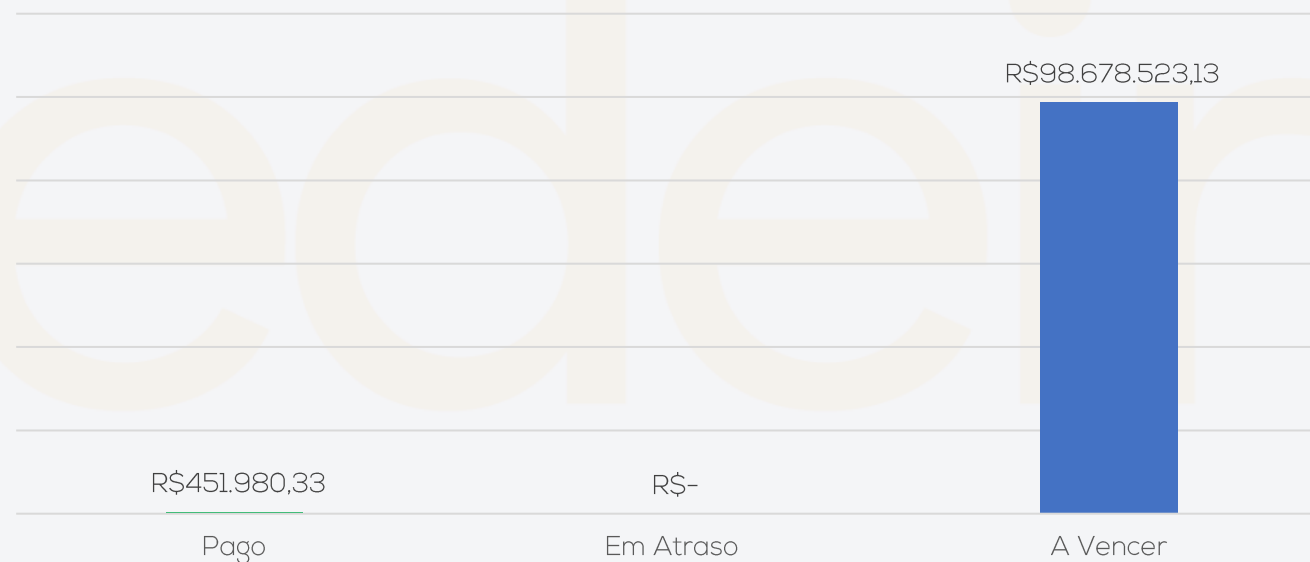 R$98.678.523,13
R$451.980,33
R$-
Pago
Em Atraso
A Vencer